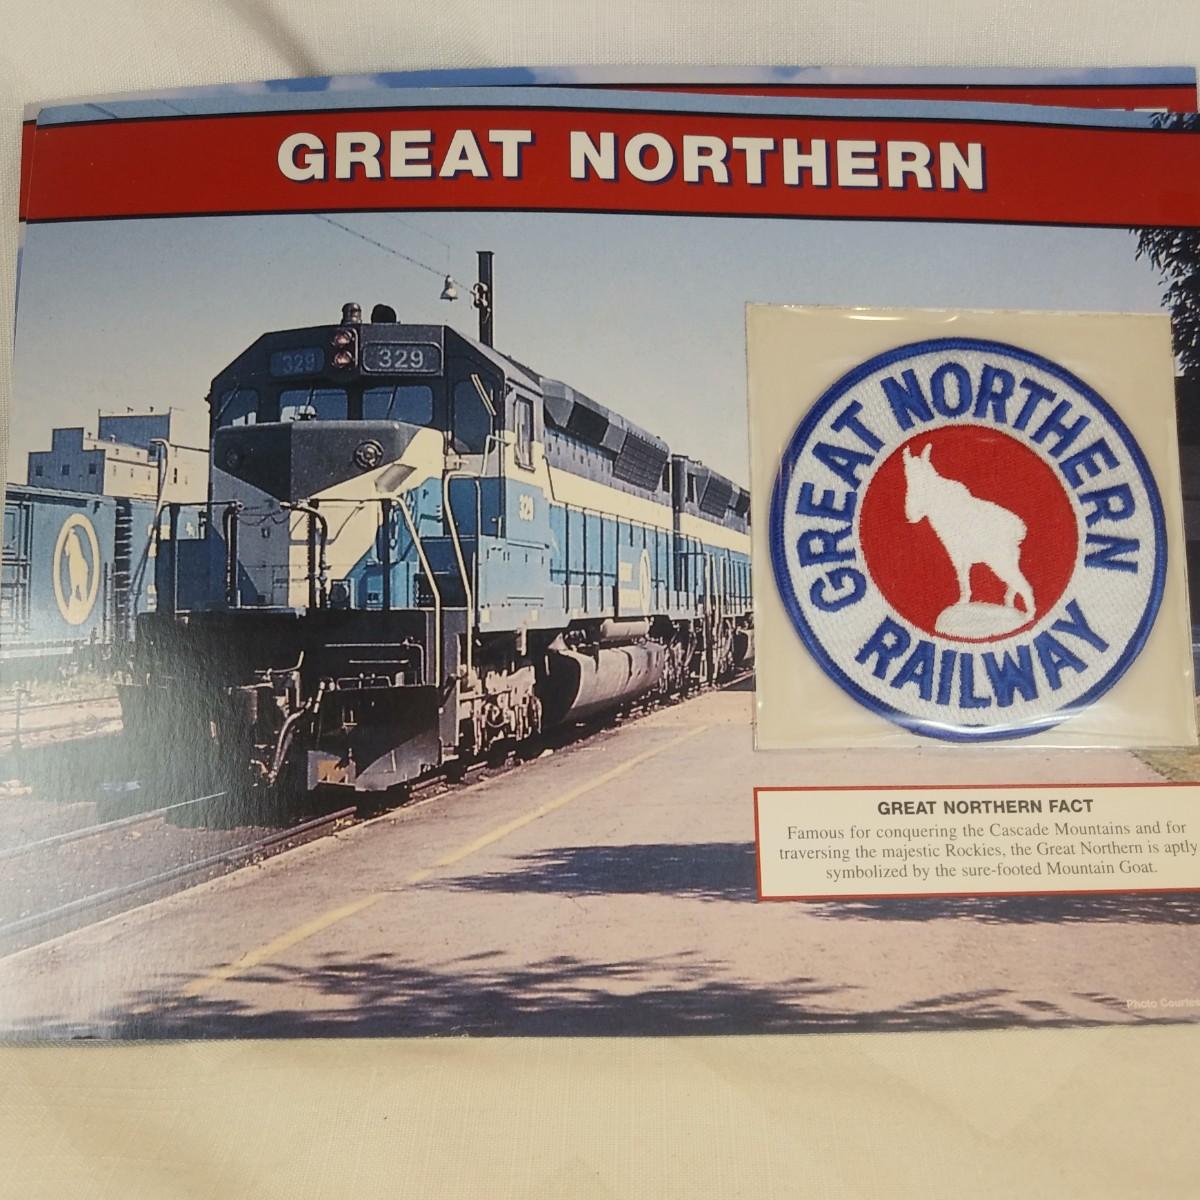 GREAT NORTHERN
329
329
329
GREAT NORTHERN
RAILWAY
GREAT NORTHERN FACT
Famous for conquering the Cascade Mountains and for
traversing the majestic Rockies, the Great Northern is aptly
symbolized by the sure-footed Mountain Goat.
Photo